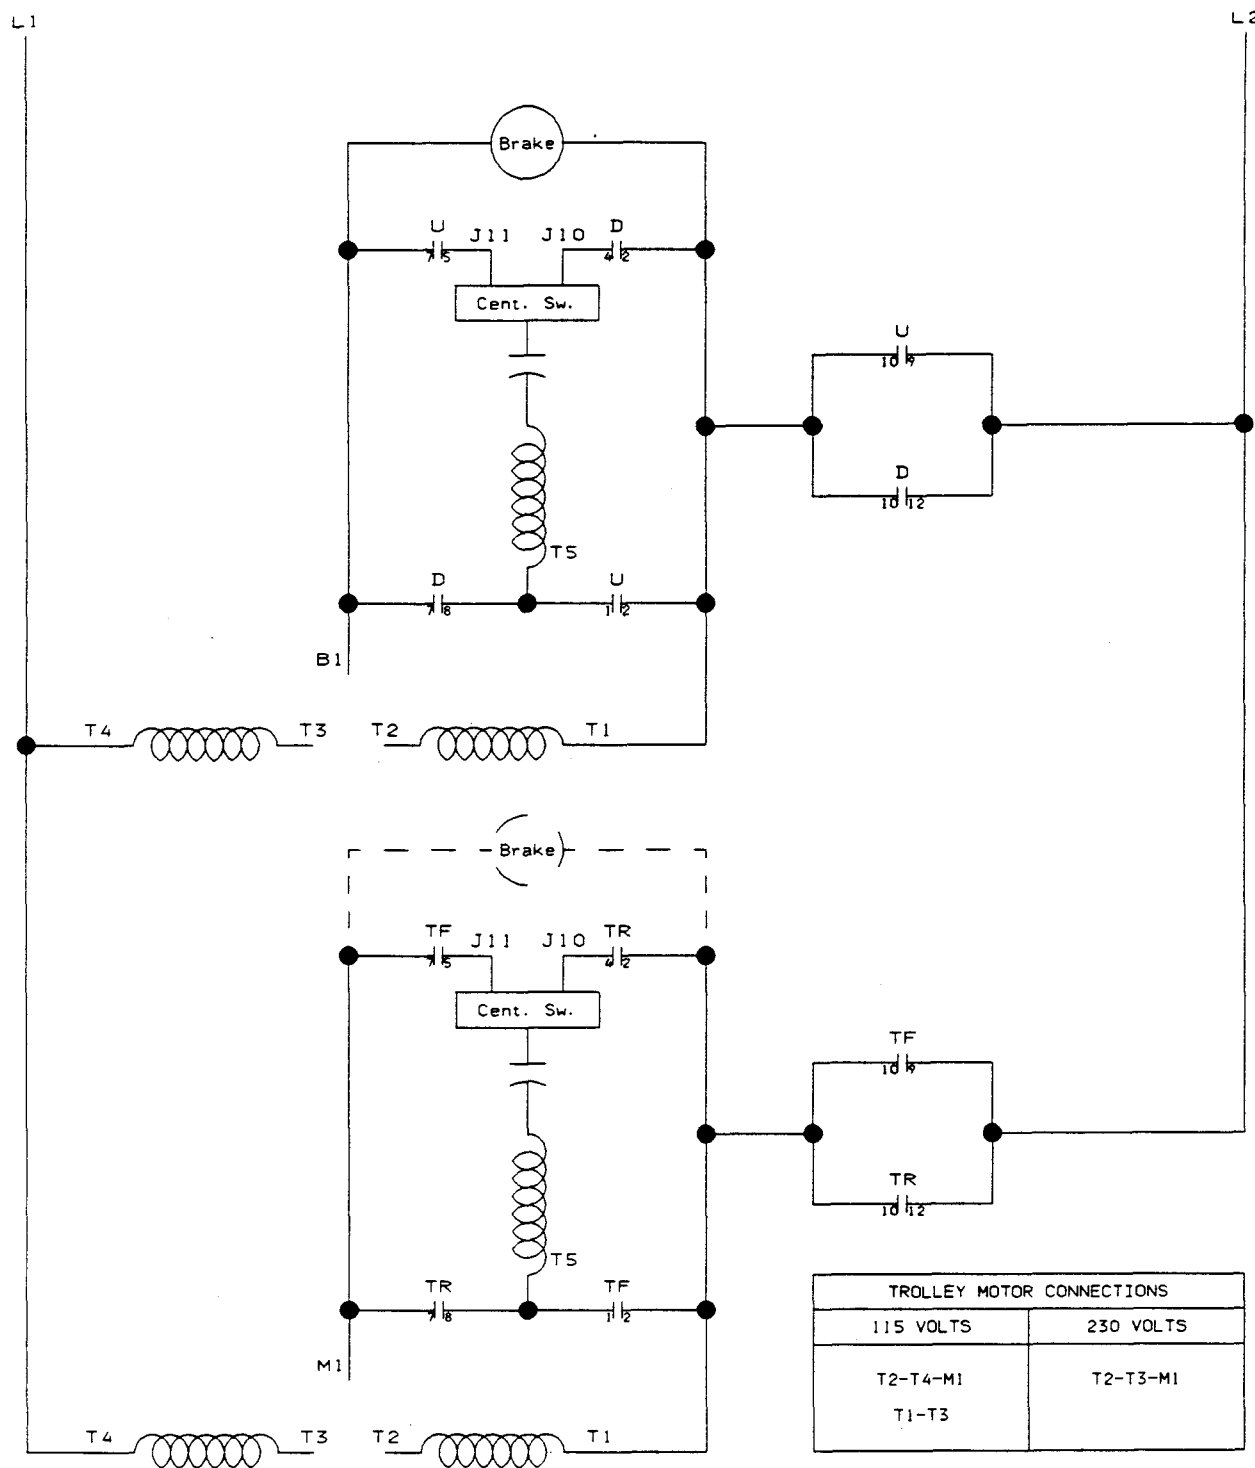 L1
L2
Brake
U J11 J10 D
7 5 4 2
Cent. Sw.
U
10 9
D
10 12
T5
D U
7 8 1 2
B1
T4 T3 T2 T1
Brake
TF J11 J10 TR
7 5 4 2
Cent. Sw.
TF
10 9
TR
10 12
T5
TR TF
7 8 1 2
M1
T4 T3 T2 T1
TROLLEY MOTOR CONNECTIONS
115 VOLTS 230 VOLTS
T2-T4-M1 T2-T3-M1
T1-T3